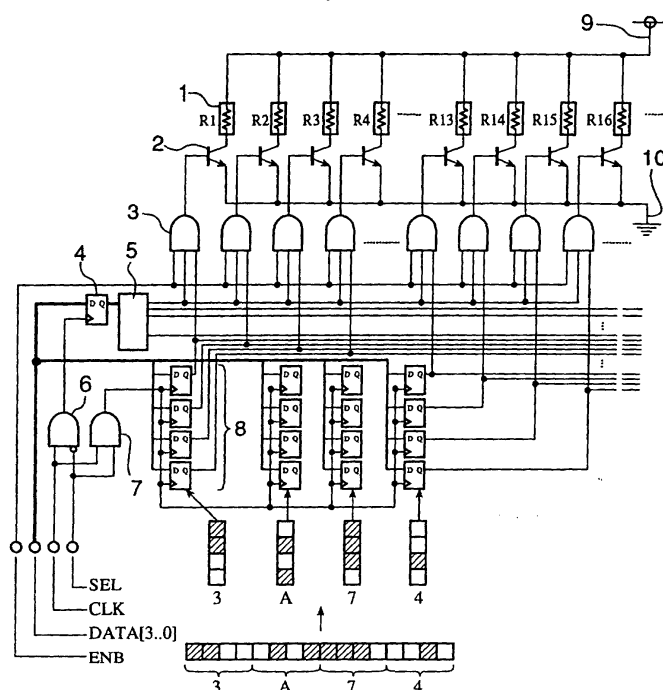 9
1
R1 R2 R3 R4 R13 R14 R15 R16
2
10
3
4 5
D Q
6
7
D Q D Q D Q D Q
D Q D Q D Q D Q
8
D Q D Q D Q D Q
D Q D Q D Q D Q
3 A 7 4
SEL
CLK
DATA[3..0]
ENB
3 A 7 4